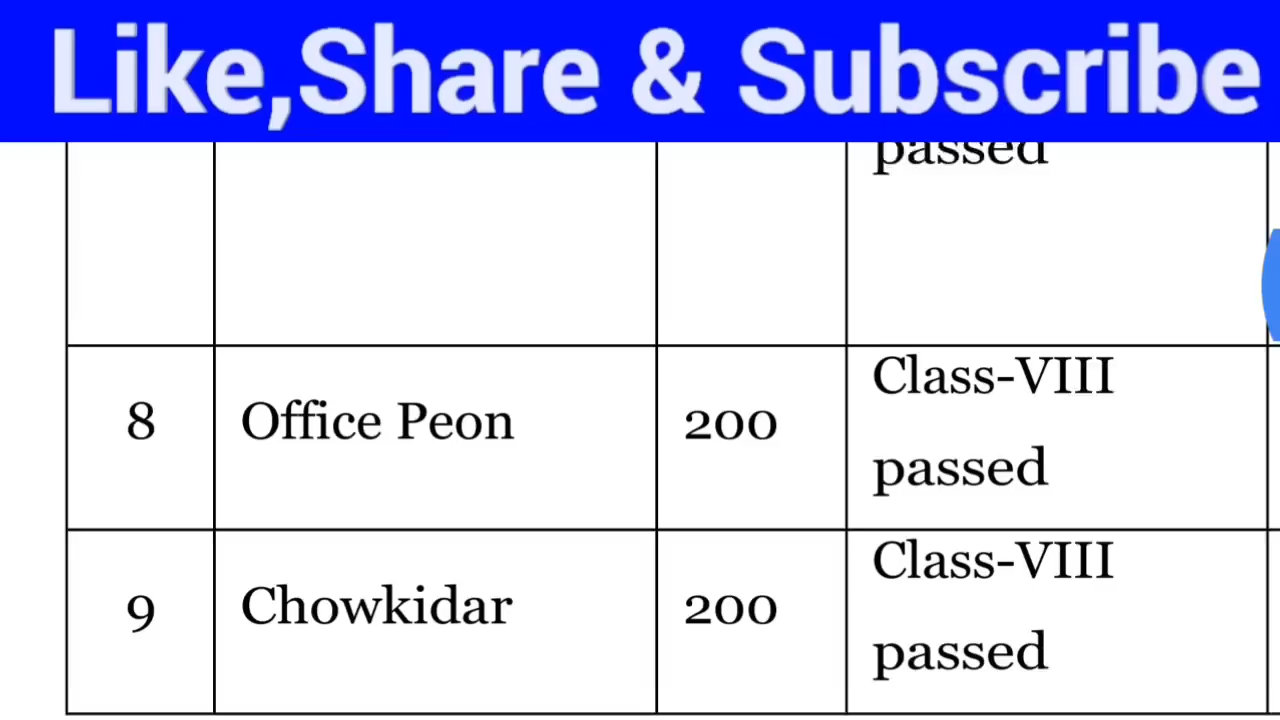 Like,Share & Subscribe
passed
8 Office Peon 200 Class-VIII
passed
9 Chowkidar 200 Class-VIII
passed